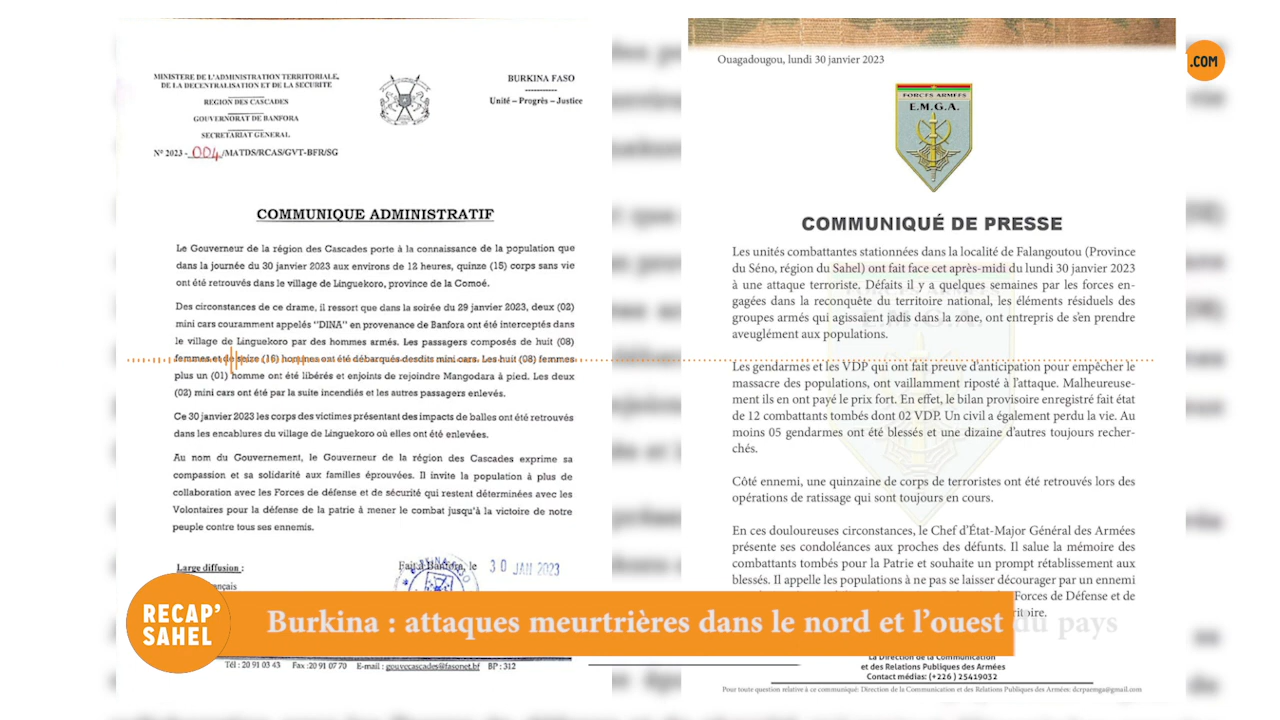 MINISTERE DE L'ADMINISTRATION TERRITORIALE,
DE LA DECENTRALISATION ET DE LA SECURITE
REGION DES CASCADES
GOUVERNORAT DE BANFORA
SECRETARIAT GENERAL
N° 2023 - 004/MATDS/RCAS/GVT-BFR/SG
BURKINA FASO
Unité – Progrès – Justice
COMMUNIQUE ADMINISTRATIF
Le Gouverneur de la région des Cascades porte à la connaissance de la population que
dans la journée du 30 janvier 2023 aux environs de 12 heures, quinze (15) corps sans vie
ont été retrouvés dans le village de Linguekoro, province de la Comoé.
Des circonstances de ce drame, il ressort que dans la soirée du 29 janvier 2023, deux (02)
mini cars couramment appelés "DINA" en provenance de Banfora ont été interceptés dans
le village de Linguekoro par des hommes armés. Les passagers composés de huit (08)
femmes et de seize (16) hommes ont été débarqués desdits mini cars. Les huit (08) femmes
plus un (01) homme ont été libérés et enjoints de rejoindre Mangodara à pied. Les deux
(02) mini cars ont été par la suite incendiés et les autres passagers enlevés.
Ce 30 janvier 2023 les corps des victimes présentant des impacts de balles ont été retrouvés
dans les encablures du village de Linguekoro où elles ont été enlevées.
Au nom du Gouvernement, le Gouverneur de la région des Cascades exprime sa
compassion et sa solidarité aux familles éprouvées. Il invite la population à plus de
collaboration avec les Forces de défense et de sécurité qui restent déterminées avec les
Volontaires pour la défense de la patrie à mener le combat jusqu'à la victoire de notre
peuple contre tous ses ennemis.
Large diffusion :
Fait à Banfora, le 30 JAN 2023
Tél : 20 91 03 43 Fax :20 91 07 70 E-mail : gouvecascades@fasonet.bf BP : 312
Ouagadougou, lundi 30 janvier 2023
FORCES ARMÉES
E.M.G.A.
COMMUNIQUÉ DE PRESSE
Les unités combattantes stationnées dans la localité de Falangoutou (Province
du Séno, région du Sahel) ont fait face cet après-midi du lundi 30 janvier 2023
à une attaque terroriste. Défaits il y a quelques semaines par les forces en-
gagées dans la reconquête du territoire national, les éléments résiduels des
groupes armés qui agissaient jadis dans la zone, ont entrepris de s'en prendre
aveuglément aux populations.
Les gendarmes et les VDP qui ont fait preuve d'anticipation pour empêcher le
massacre des populations, ont vaillamment riposté à l'attaque. Malheureuse-
ment ils en ont payé le prix fort. En effet, le bilan provisoire enregistré fait état
de 12 combattants tombés dont 02 VDP. Un civil a également perdu la vie. Au
moins 05 gendarmes ont été blessés et une dizaine d'autres toujours recher-
chés.
Côté ennemi, une quinzaine de corps de terroristes ont été retrouvés lors des
opérations de ratissage qui sont toujours en cours.
En ces douloureuses circonstances, le Chef d'État-Major Général des Armées
présente ses condoléances aux proches des défunts. Il salue la mémoire des
combattants tombés pour la Patrie et souhaite un prompt rétablissement aux
blessés. Il appelle les populations à ne pas se laisser décourager par un ennemi
Forces de Défense et de
La Direction de la Communication
et des Relations Publiques des Armées
Contact médias: (+226 ) 25419032
Pour toute question relative à ce communiqué: Direction de la Communication et des Relations Publiques des Armées: dcrpaemga@gmail.com
.COM
RECAP'
SAHEL
Burkina : attaques meurtrières dans le nord et l'ouest du pays